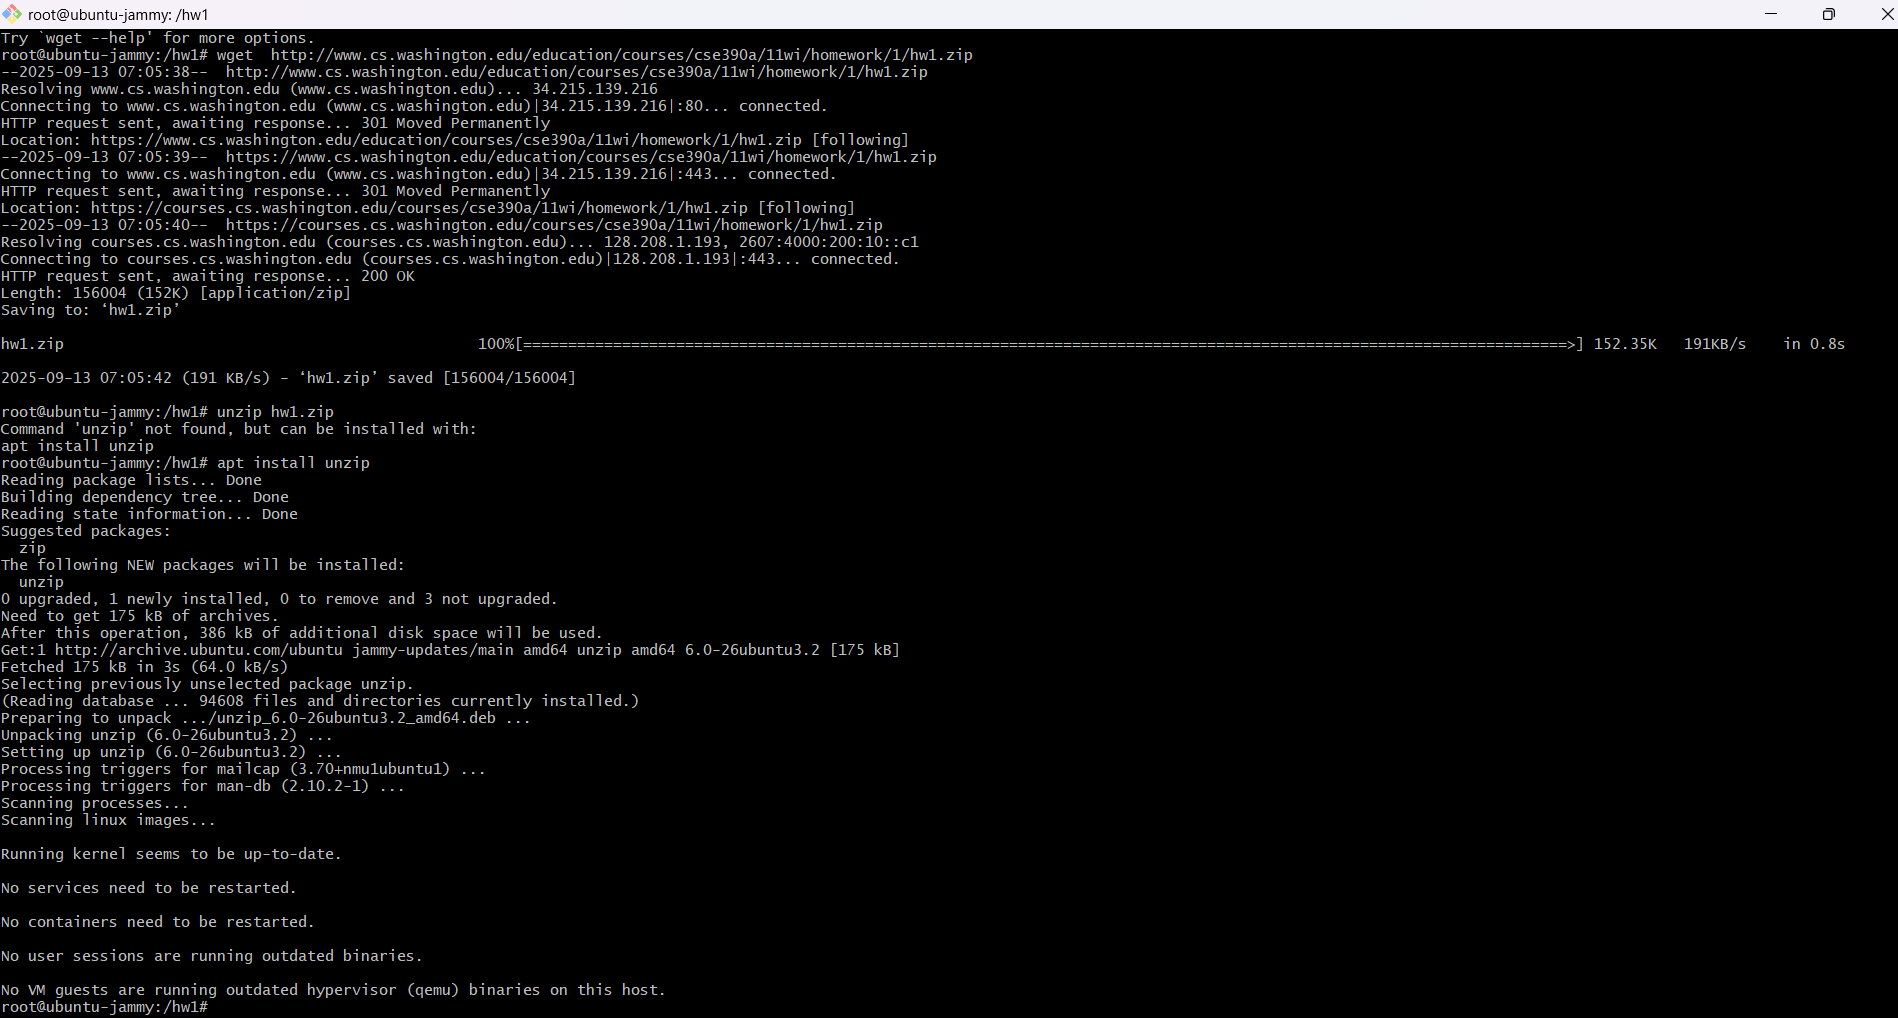 root@ubuntu-jammy: /hw1
Try `wget --help' for more options.
root@ubuntu-jammy:/hw1# wget  http://www.cs.washington.edu/education/courses/cse390a/11wi/homework/1/hw1.zip
--2025-09-13 07:05:38--  http://www.cs.washington.edu/education/courses/cse390a/11wi/homework/1/hw1.zip
Resolving www.cs.washington.edu (www.cs.washington.edu)... 34.215.139.216
Connecting to www.cs.washington.edu (www.cs.washington.edu)|34.215.139.216|:80... connected.
HTTP request sent, awaiting response... 301 Moved Permanently
Location: https://www.cs.washington.edu/education/courses/cse390a/11wi/homework/1/hw1.zip [following]
--2025-09-13 07:05:39--  https://www.cs.washington.edu/education/courses/cse390a/11wi/homework/1/hw1.zip
Connecting to www.cs.washington.edu (www.cs.washington.edu)|34.215.139.216|:443... connected.
HTTP request sent, awaiting response... 301 Moved Permanently
Location: https://courses.cs.washington.edu/courses/cse390a/11wi/homework/1/hw1.zip [following]
--2025-09-13 07:05:40--  https://courses.cs.washington.edu/courses/cse390a/11wi/homework/1/hw1.zip
Resolving courses.cs.washington.edu (courses.cs.washington.edu)... 128.208.1.193, 2607:4000:200:10::c1
Connecting to courses.cs.washington.edu (courses.cs.washington.edu)|128.208.1.193|:443... connected.
HTTP request sent, awaiting response... 200 OK
Length: 156004 (152K) [application/zip]
Saving to: ‘hw1.zip’
hw1.zip 100%[====================================================================================================================>] 152.35K   191KB/s    in 0.8s
2025-09-13 07:05:42 (191 KB/s) - ‘hw1.zip’ saved [156004/156004]
root@ubuntu-jammy:/hw1# unzip hw1.zip
Command 'unzip' not found, but can be installed with:
apt install unzip
root@ubuntu-jammy:/hw1# apt install unzip
Reading package lists... Done
Building dependency tree... Done
Reading state information... Done
Suggested packages:
  zip
The following NEW packages will be installed:
  unzip
0 upgraded, 1 newly installed, 0 to remove and 3 not upgraded.
Need to get 175 kB of archives.
After this operation, 386 kB of additional disk space will be used.
Get:1 http://archive.ubuntu.com/ubuntu jammy-updates/main amd64 unzip amd64 6.0-26ubuntu3.2 [175 kB]
Fetched 175 kB in 3s (64.0 kB/s)
Selecting previously unselected package unzip.
(Reading database ... 94608 files and directories currently installed.)
Preparing to unpack .../unzip_6.0-26ubuntu3.2_amd64.deb ...
Unpacking unzip (6.0-26ubuntu3.2) ...
Setting up unzip (6.0-26ubuntu3.2) ...
Processing triggers for mailcap (3.70+nmu1ubuntu1) ...
Processing triggers for man-db (2.10.2-1) ...
Scanning processes...
Scanning linux images...
Running kernel seems to be up-to-date.
No services need to be restarted.
No containers need to be restarted.
No user sessions are running outdated binaries.
No VM guests are running outdated hypervisor (qemu) binaries on this host.
root@ubuntu-jammy:/hw1#